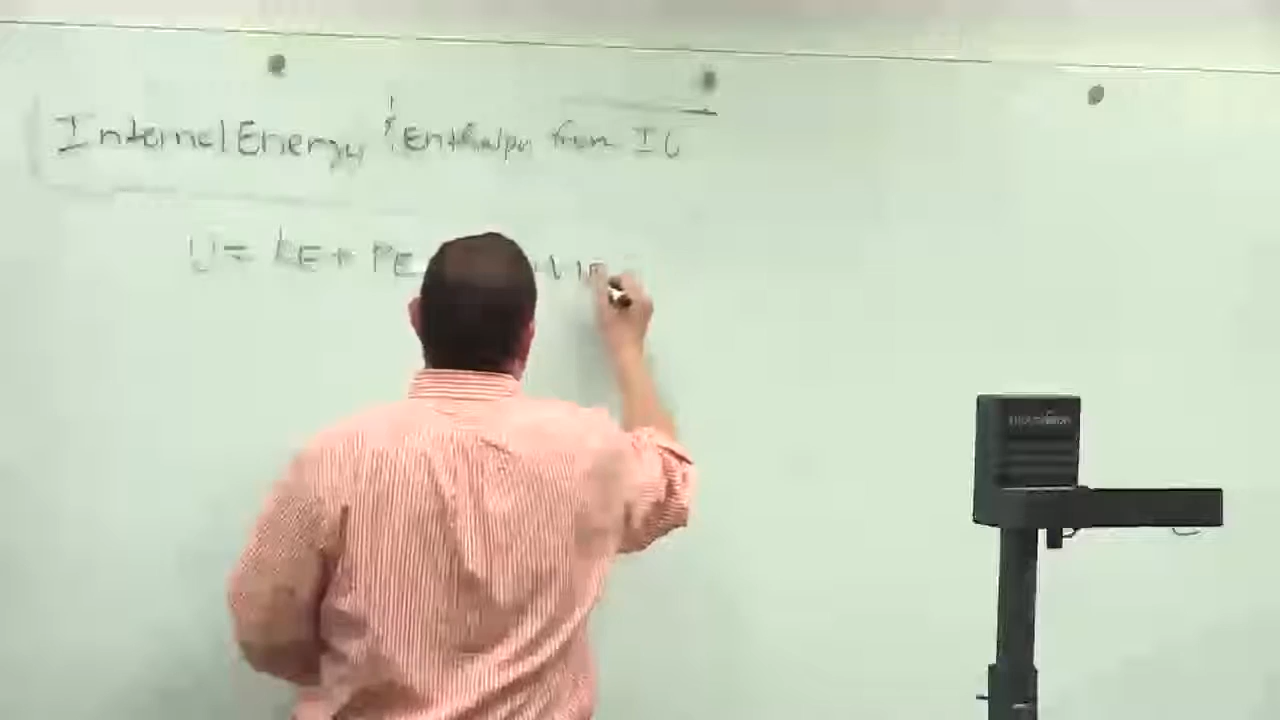 Internal Energy & Enthalpy from IG
U = KE + PE